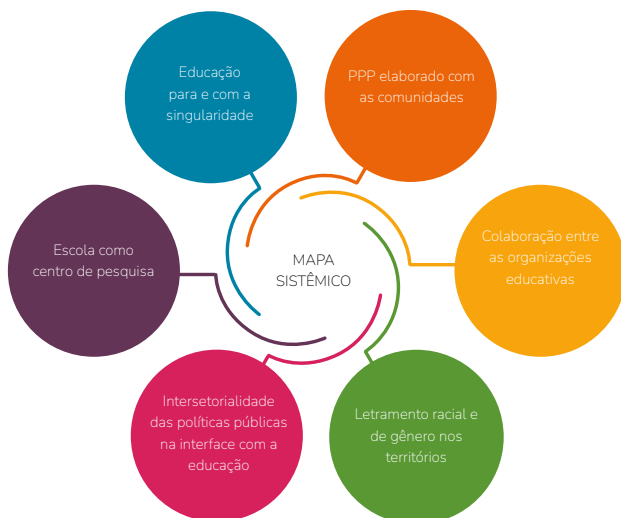 Educação
para e com a
singularidade
PPP elaborado com
as comunidades
Escola como
centro de pesquisa
MAPA
SISTÊMICO
Colaboração entre
as organizações
educativas
Intersetorialidade
das políticas públicas
na interface com a
educação
Letramento racial e
de gênero nos
territórios